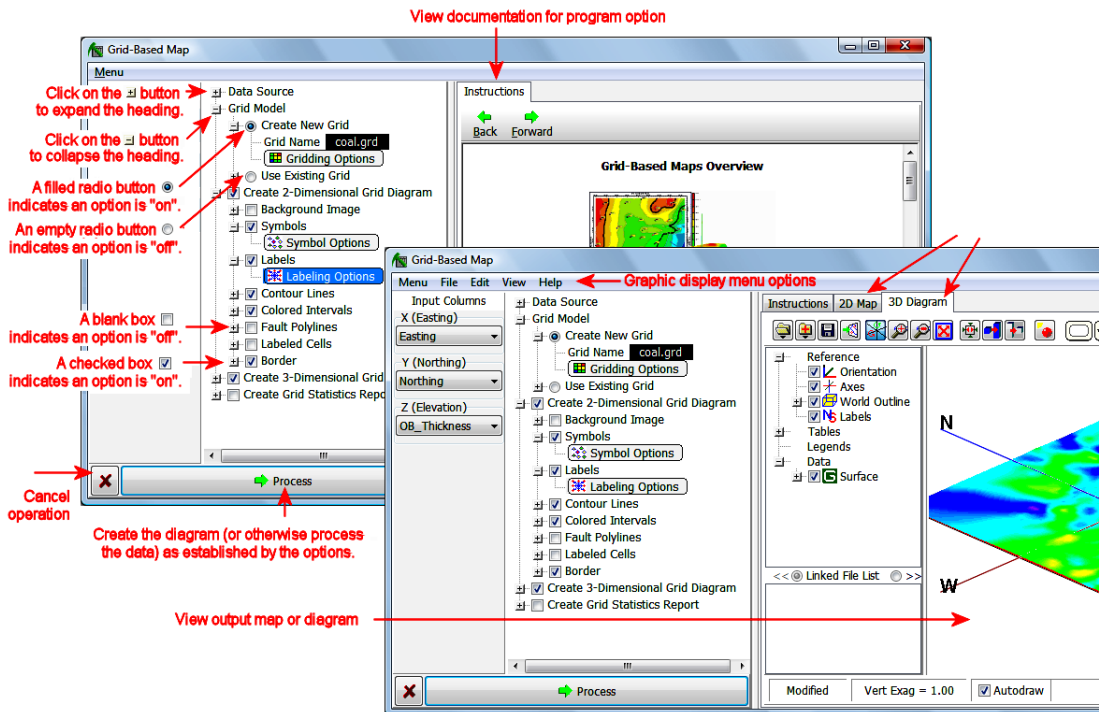 View documentation for program option
Grid-Based Map
Menu
Click on the button
to expand the heading.
Click on the button
to collapse the heading.
A filled radio button
indicates an option is "on".
An empty radio button
indicates an option is "off".
A blank box
indicates an option is "off".
A checked box
indicates an option is "on".
Data Source
Grid Model
Create New Grid
Grid Name coal.grd
Gridding Options
Use Existing Grid
Create 2-Dimensional Grid Diagram
Background Image
Symbols
Symbol Options
Labels
Labeling Options
Contour Lines
Colored Intervals
Fault Polylines
Labeled Cells
Border
Create 3-Dimensional Grid
Create Grid Statistics Repo
Instructions
Back Forward
Grid-Based Maps Overview
Process
Cancel
operation
Create the diagram (or otherwise process
the data) as established by the options.
View output map or diagram
Grid-Based Map
Menu File Edit View Help
Graphic display menu options
Input Columns
X (Easting)
Easting
Y (Northing)
Northing
Z (Elevation)
OB_Thickness
Data Source
Grid Model
Create New Grid
Grid Name coal.grd
Gridding Options
Use Existing Grid
Create 2-Dimensional Grid Diagram
Background Image
Symbols
Symbol Options
Labels
Labeling Options
Contour Lines
Colored Intervals
Fault Polylines
Labeled Cells
Border
Create 3-Dimensional Grid Diagram
Create Grid Statistics Report
Process
Instructions 2D Map 3D Diagram
Reference
Orientation
Axes
World Outline
NS Labels
Tables
Legends
Data
G Surface
<< Linked File List >>
N
W
Modified Vert Exag = 1.00 Autodraw